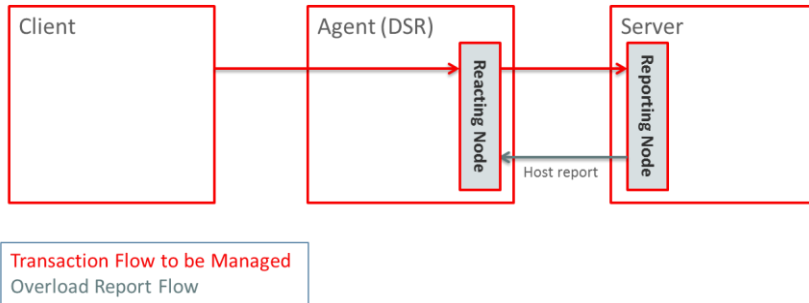 Client
Agent (DSR)
Server
Reacting Node
Reporting Node
Host report
Transaction Flow to be Managed
Overload Report Flow